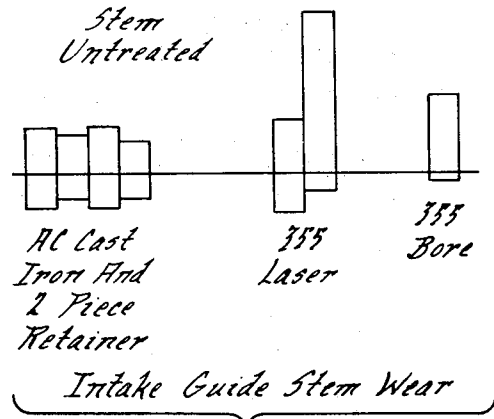 Stem
Untreated
AC Cast
Iron And
2 Piece
Retainer
355
Laser
355
Bore
Intake Guide Stem Wear